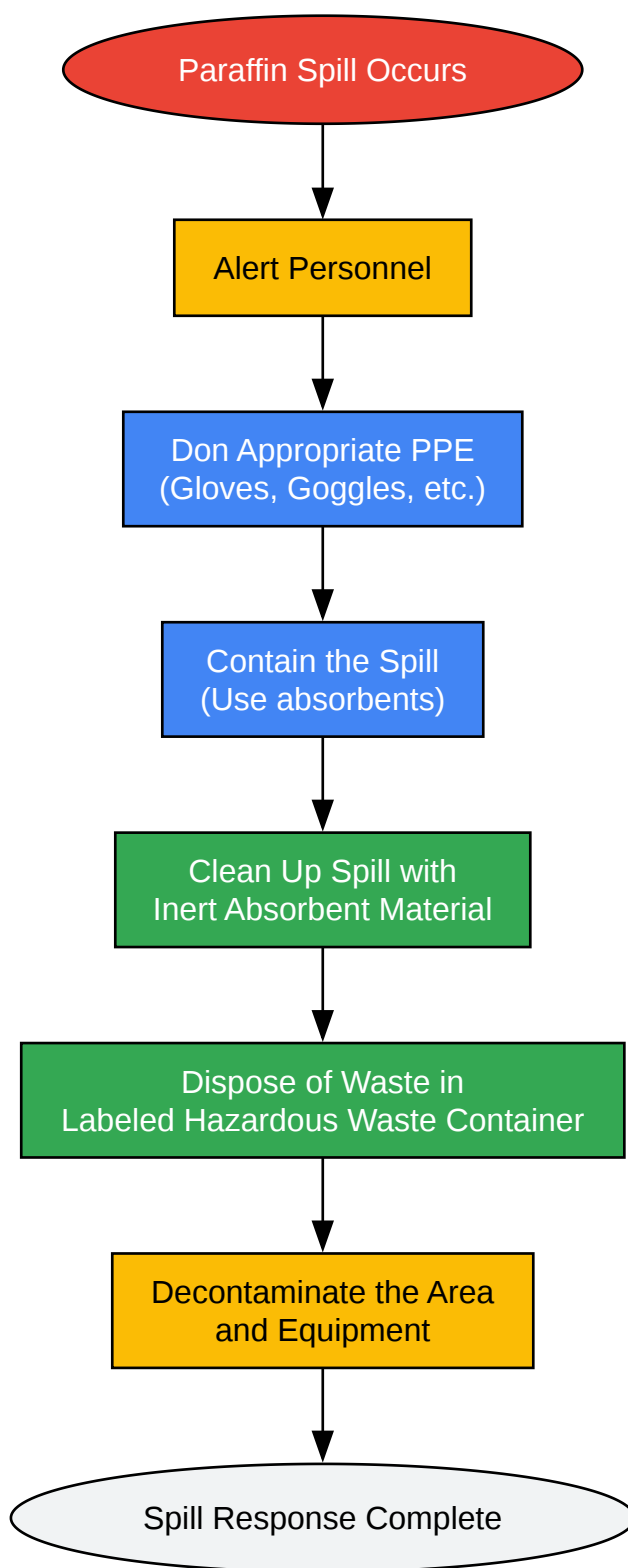 Paraffin Spill Occurs
Alert Personnel
Don Appropriate PPE
(Gloves, Goggles, etc.)
Contain the Spill
(Use absorbents)
Clean Up Spill with
Inert Absorbent Material
Dispose of Waste in
Labeled Hazardous Waste Container
Decontaminate the Area
and Equipment
Spill Response Complete